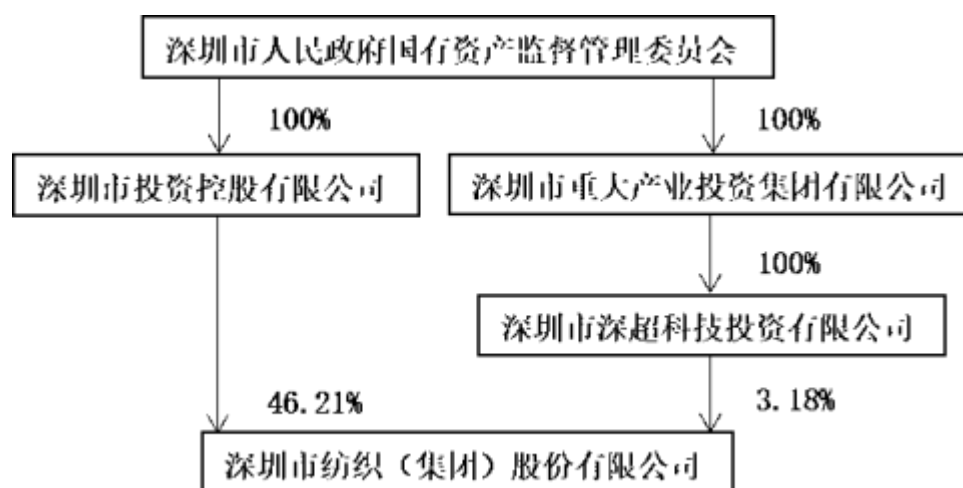 深圳市人民政府国有资产监督管理委员会
100%
100%
深圳市投资控股有限公司
深圳市重大产业投资集团有限公司
100%
深圳市深超科技投资有限公司
46.21%
3.18%
深圳市纺织（集团）股份有限公司